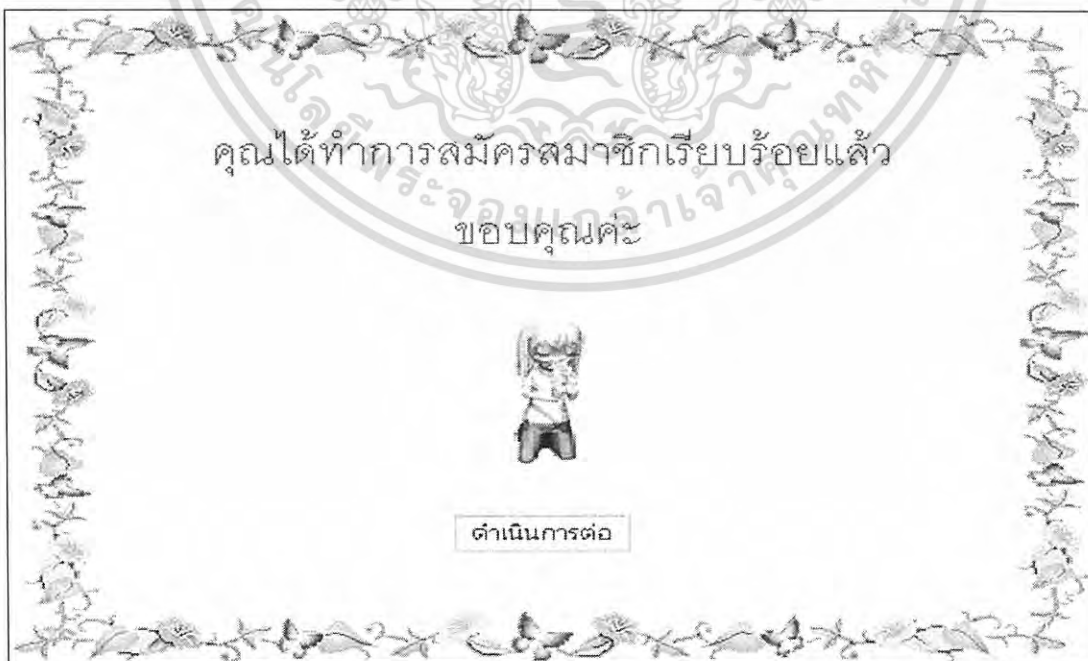 คุณได้ทำการสมัครสมาชิกเรียบร้อยแล้ว
ขอบคุณค่ะ
ดำเนินการต่อ